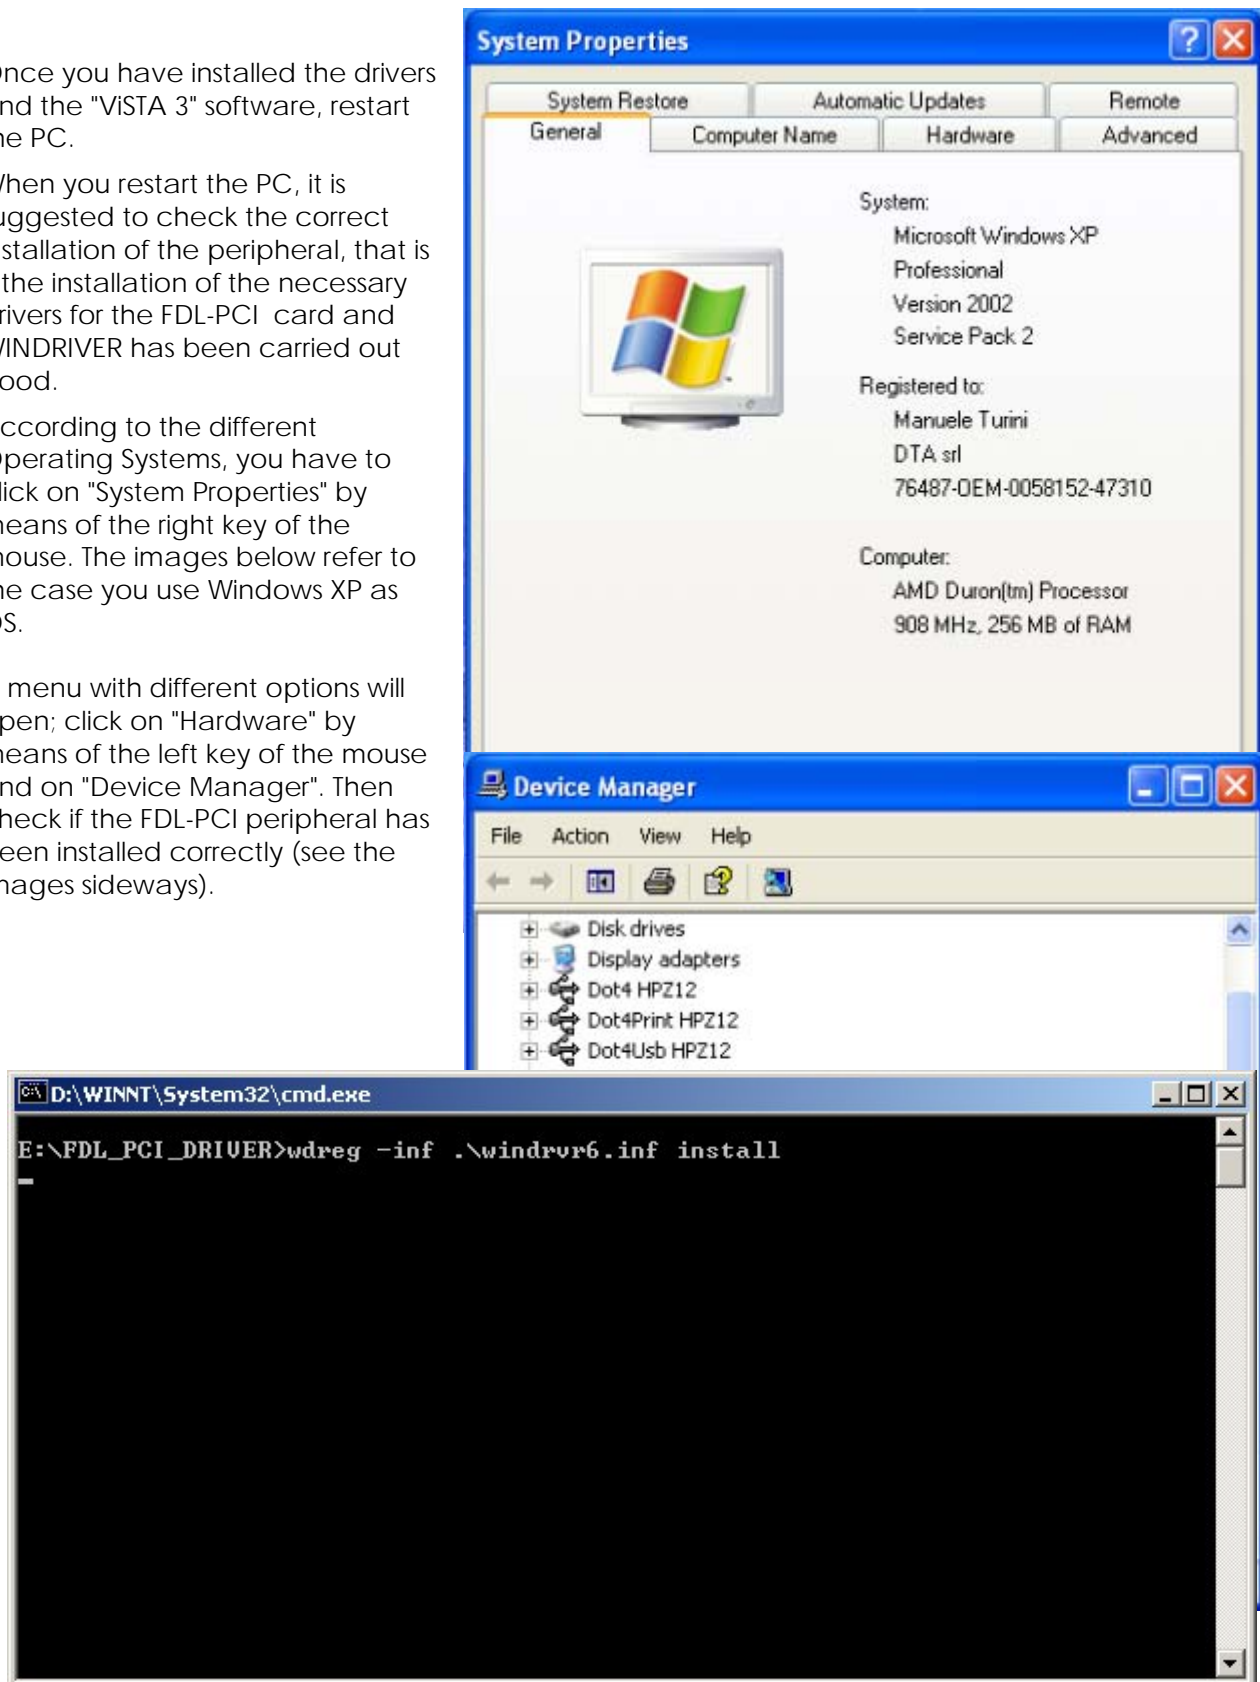 nce you have installed the drivers
nd the "ViSTA 3" software, restart
he PC.
hen you restart the PC, it is
uggested to check the correct
stallation of the peripheral, that is
the installation of the necessary
rivers for the FDL-PCI card and
WINDRIVER has been carried out
ood.
ccording to the different
perating Systems, you have to
lick on "System Properties" by
neans of the right key of the
nouse. The images below refer to
he case you use Windows XP as
OS.
menu with different options will
pen; click on "Hardware" by
neans of the left key of the mouse
nd on "Device Manager". Then
heck if the FDL-PCI peripheral has
een installed correctly (see the
mages sideways).
System Properties
System Restore Automatic Updates Remote
General Computer Name Hardware Advanced
System:
Microsoft Windows XP
Professional
Version 2002
Service Pack 2
Registered to:
Manuele Turini
DTA srl
76487-OEM-0058152-47310
Computer:
AMD Duron(tm) Processor
908 MHz, 256 MB of RAM
Device Manager
File Action View Help
Disk drives
Display adapters
Dot4 HPZ12
Dot4Print HPZ12
Dot4Usb HPZ12
D:\WINNT\System32\cmd.exe
E:\FDL_PCI_DRIVER>wdreg -inf .\windrvr6.inf install